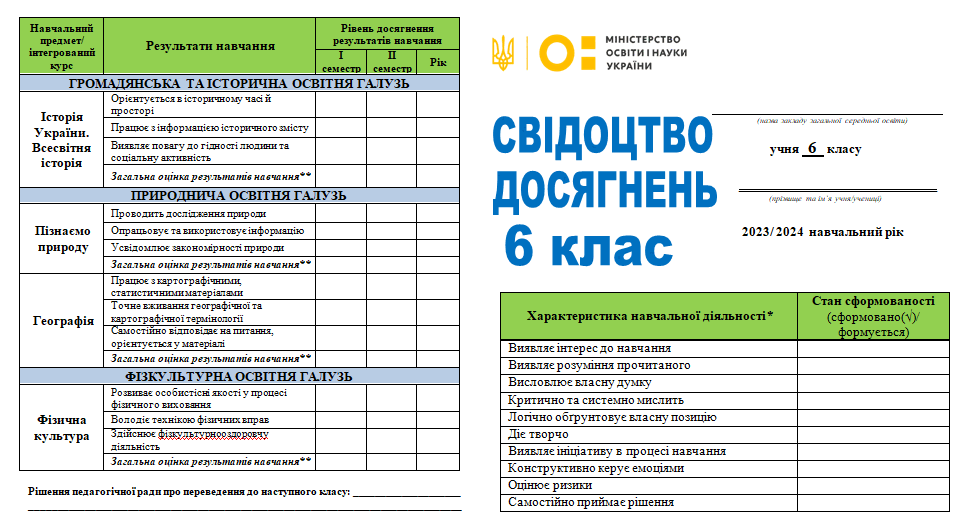 Навчальний
предмет/
інтегрований
курс
Результати навчання
Рівень досягнення
результатів навчання
І
семестр
ІІ
семестр
Рік
ГРОМАДЯНСЬКА ТА ІСТОРИЧНА ОСВІТНЯ ГАЛУЗЬ
Історія
України.
Всесвітня
історія
Орієнтується в історичному часі й
просторі
Працює з інформацією історичного змісту
Виявляє повагу до гідності людини та
соціальну активність
Загальна оцінка результатів навчання**
ПРИРОДНИЧА ОСВІТНЯ ГАЛУЗЬ
Пізнаємо
природу
Проводить дослідження природи
Опрацьовує та використовує інформацію
Усвідомлює закономірності природи
Загальна оцінка результатів навчання**
Географія
Працює з картографічними,
статистичними матеріалами
Точне вживання географічної та
картографічної термінології
Самостійно відповідає на питання,
орієнтується у матеріалі
Загальна оцінка результатів навчання**
ФІЗКУЛЬТУРНА ОСВІТНЯ ГАЛУЗЬ
Фізична
культура
Розвиває особистісні якості у процесі
фізичного виховання
Володіє технікою фізичних вправ
Здійснює фізкультурнооздоровчу
діяльність
Загальна оцінка результатів навчання**
Рішення педагогічної ради про переведення до наступного класу:
МІНІСТЕРСТВО
ОСВІТИ І НАУКИ
УКРАЇНИ
СВІДОЦТВО
ДОСЯГНЕНЬ
6 клас
(назва закладу загальної середньої освіти)
учня 6 класу
(прізвище та ім'я учня/учениці)
2023/ 2024 навчальний рік
Характеристика навчальної діяльності*
Стан сформованості
(сформовано(√)/
формується)
Виявляє інтерес до навчання
Виявляє розуміння прочитаного
Висловлює власну думку
Критично та системно мислить
Логічно обґрунтовує власну позицію
Діє творчо
Виявляє ініціативу в процесі навчання
Конструктивно керує емоціями
Оцінює ризики
Самостійно приймає рішення